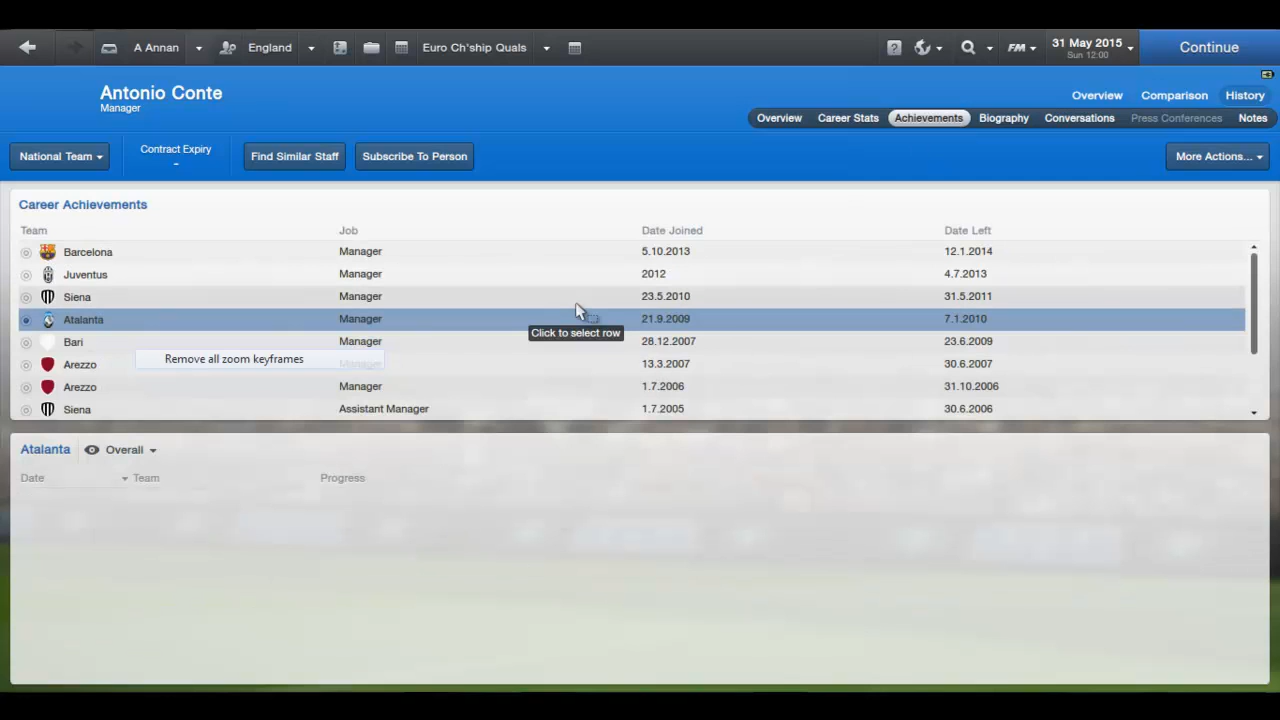 A Annan England Euro Ch'ship Quals FM 31 May 2015 Continue
Sun 12:00
Antonio Conte
Manager
Overview Comparison History
Overview Career Stats Achievements Biography Conversations Press Conferences Notes
National Team Contract Expiry Find Similar Staff Subscribe To Person More Actions...
-
Career Achievements
Team Job Date Joined Date Left
Barcelona Manager 5.10.2013 12.1.2014
Juventus Manager 2012 4.7.2013
Siena Manager 23.5.2010 31.5.2011
Atalanta Manager 21.9.2009 7.1.2010
Click to select row
Bari Manager 28.12.2007 23.6.2009
Remove all zoom keyframes
Arezzo Manager 13.3.2007 30.6.2007
Arezzo Manager 1.7.2006 31.10.2006
Siena Assistant Manager 1.7.2005 30.6.2006
Atalanta Overall
Date Team Progress